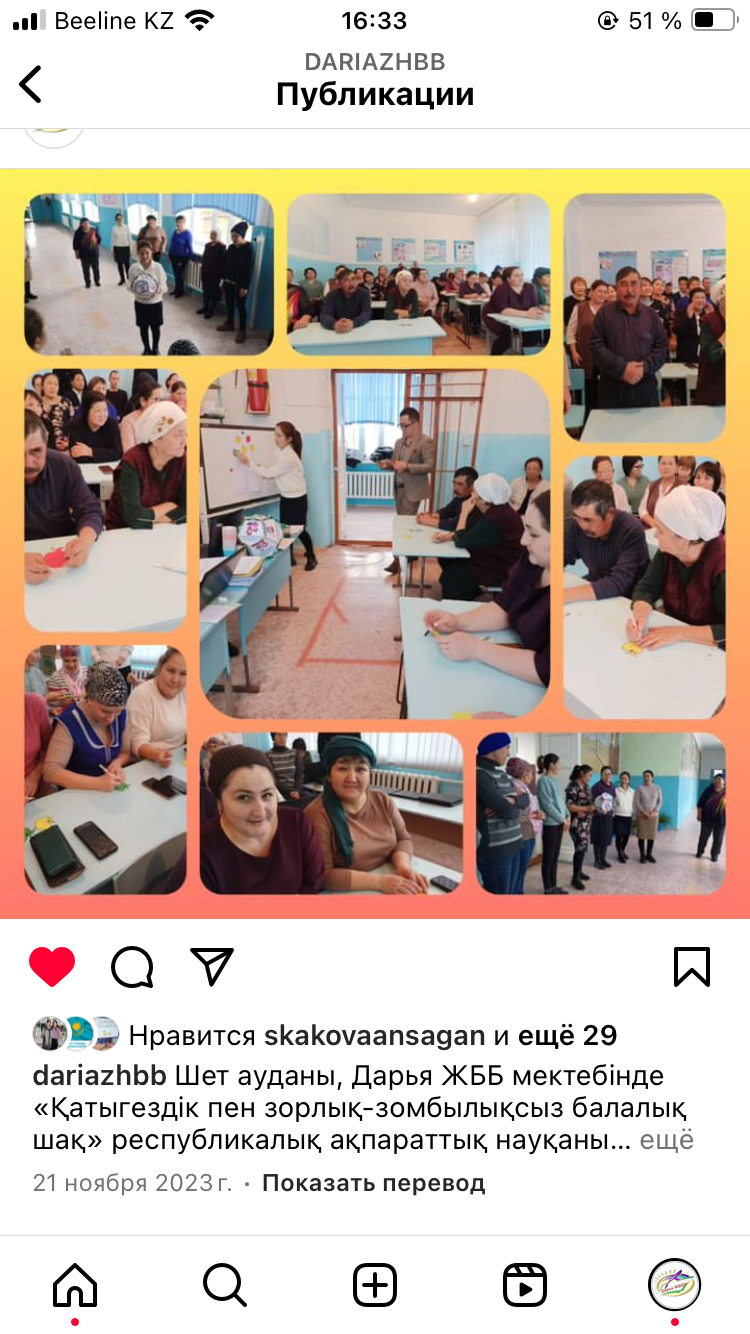 Beeline KZ 16:33 51 %
DARIAZHBB
Публикации
Нравится skakovaansagan и ещё 29
dariazhbb Шет ауданы, Дарья ЖББ мектебінде
«Қатыгездік пен зорлық-зомбылықсыз балалық
шақ» республикалық ақпараттық науқаны... ещё
21 ноября 2023 г. · Показать перевод